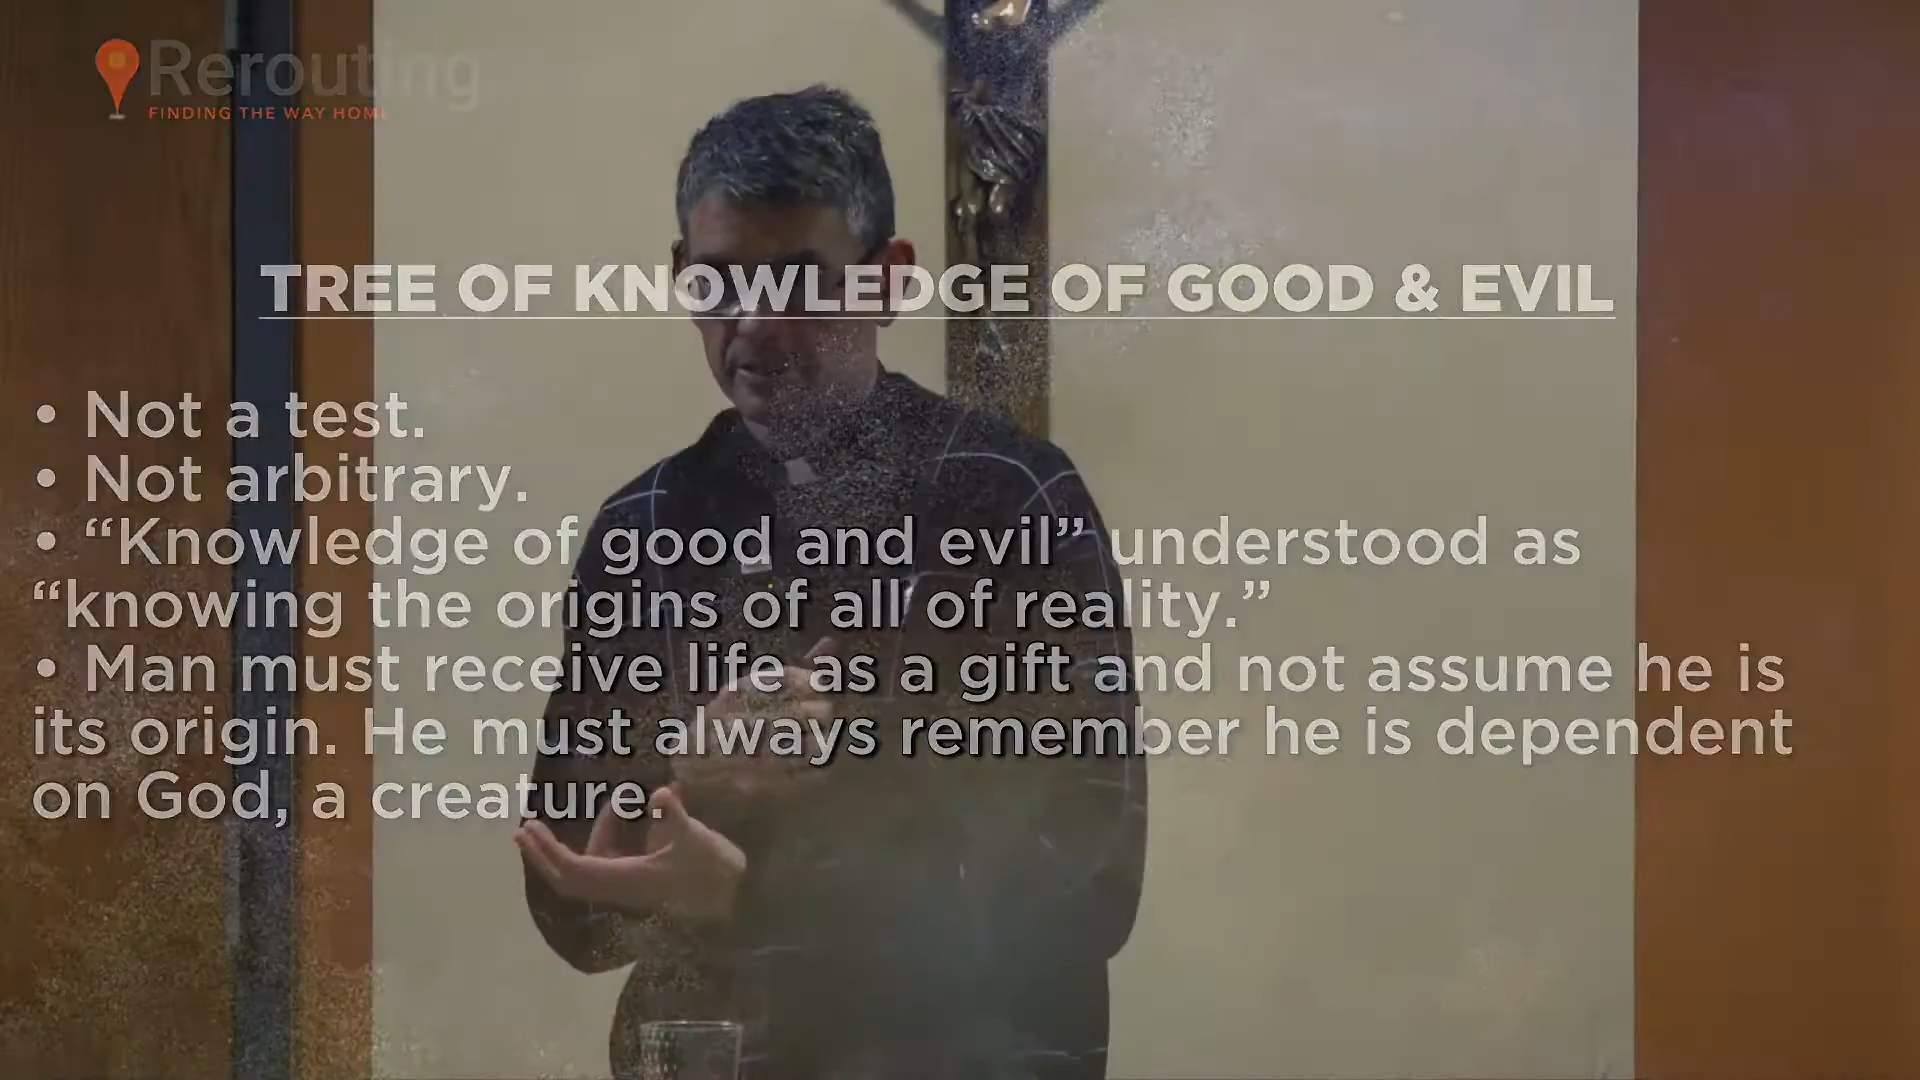 Rerouting
FINDING THE WAY HOME
TREE OF KNOWLEDGE OF GOOD & EVIL
• Not a test.
• Not arbitrary.
• “Knowledge of good and evil” understood as
“knowing the origins of all of reality.”
• Man must receive life as a gift and not assume he is
its origin. He must always remember he is dependent
on God, a creature.